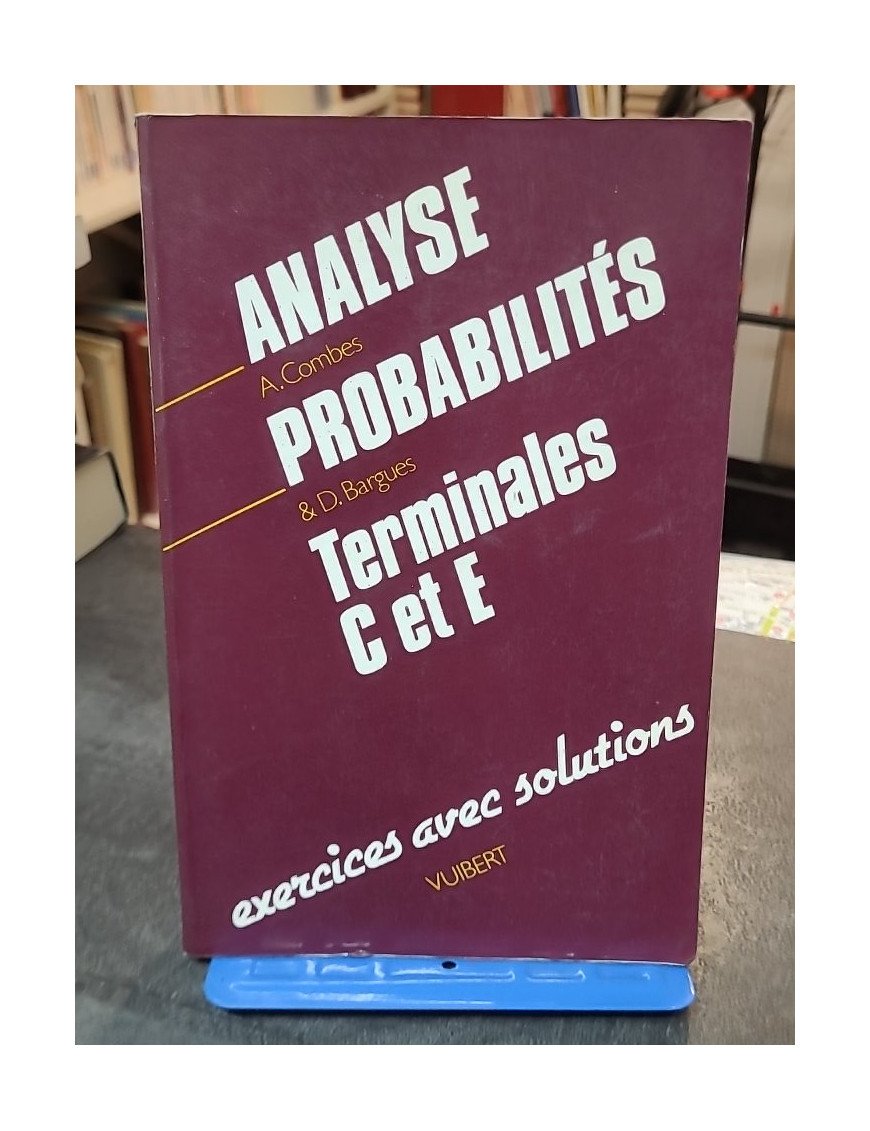 ANALYSE
A. Combes
PROBABILITÉS
& D. Bargues
Terminales
C et E
exercices avec solutions
VUIBERT